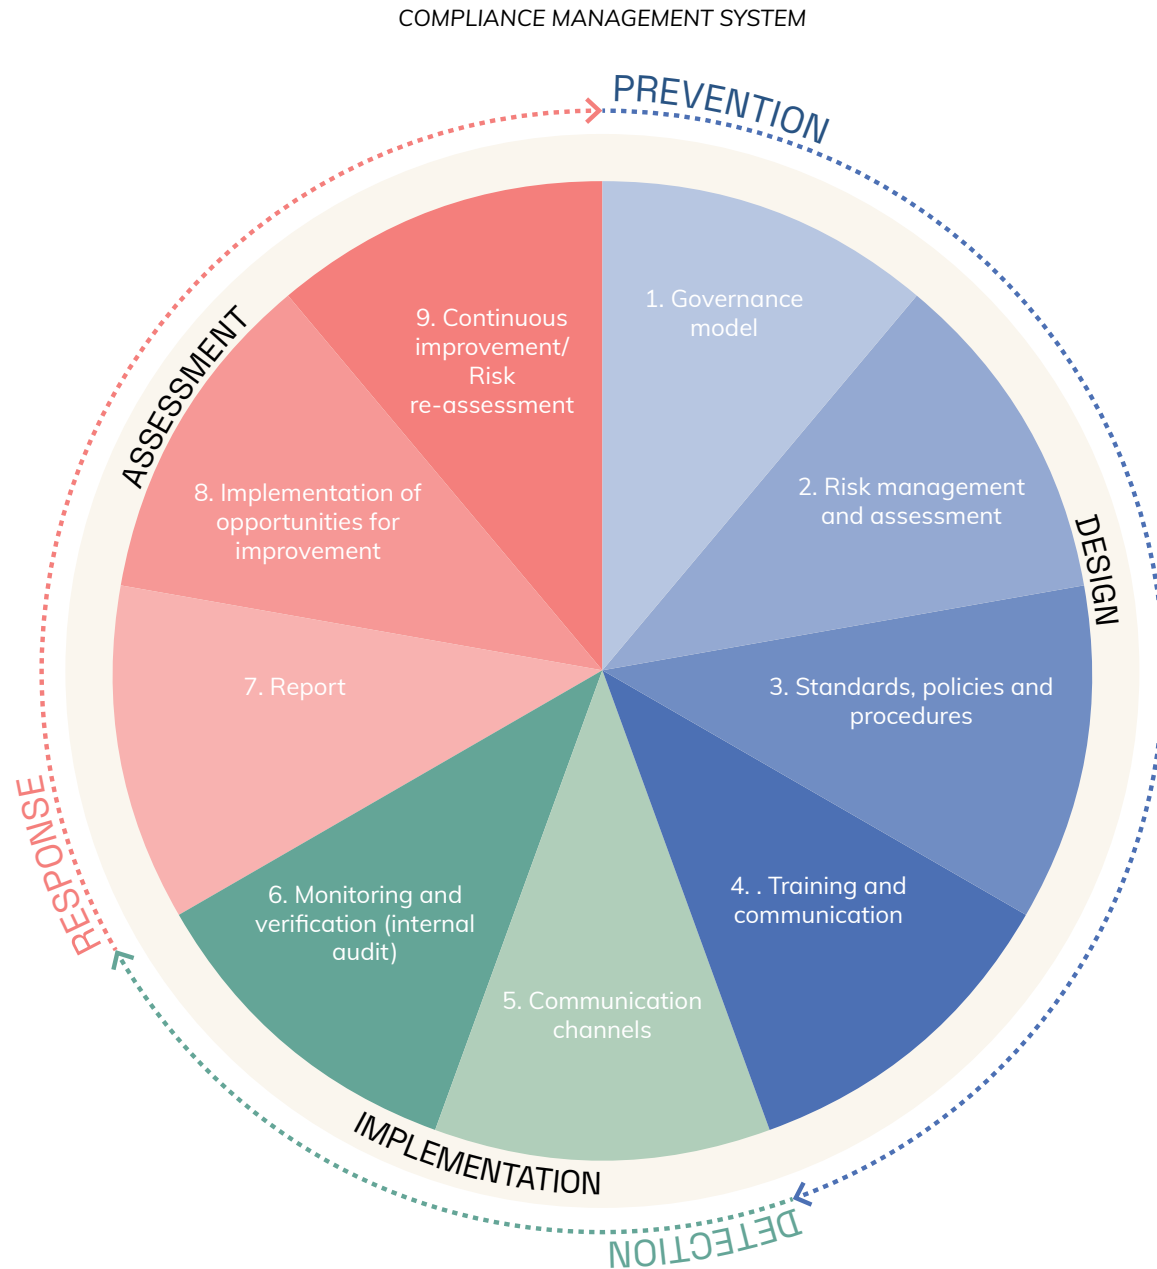 COMPLIANCE MANAGEMENT SYSTEM
PREVENTION
1. Governance
model
9. Continuous
improvement/
Risk
re-assessment
ASSESSMENT
2. Risk management
and assessment
8. Implementation of
opportunities for
improvement
DESIGN
3. Standards, policies and
procedures
7. Report
RESPONSE
4. . Training and
communication
6. Monitoring and
verification (internal
audit)
5. Communication
channels
IMPLEMENTATION
DETECTION